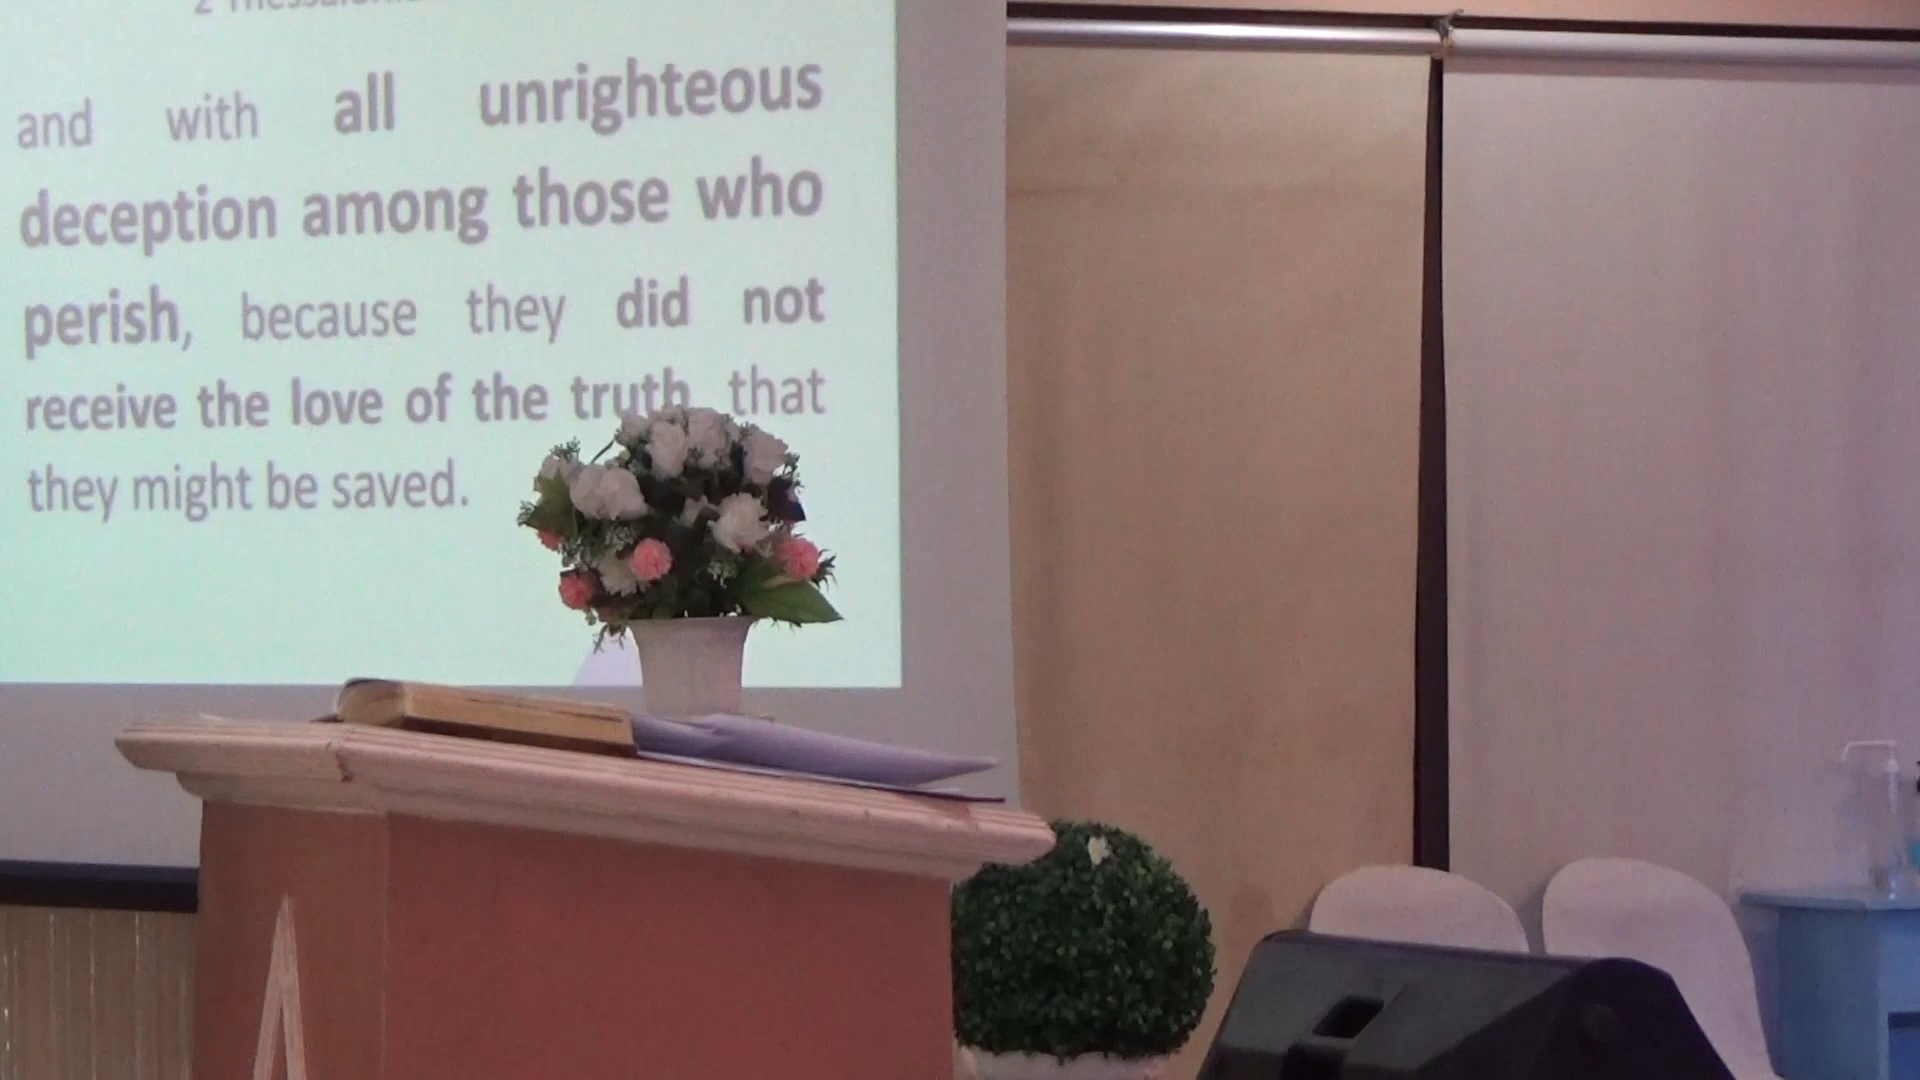 and with all unrighteous
deception among those who
perish, because they did not
receive the love of the truth that
they might be saved.